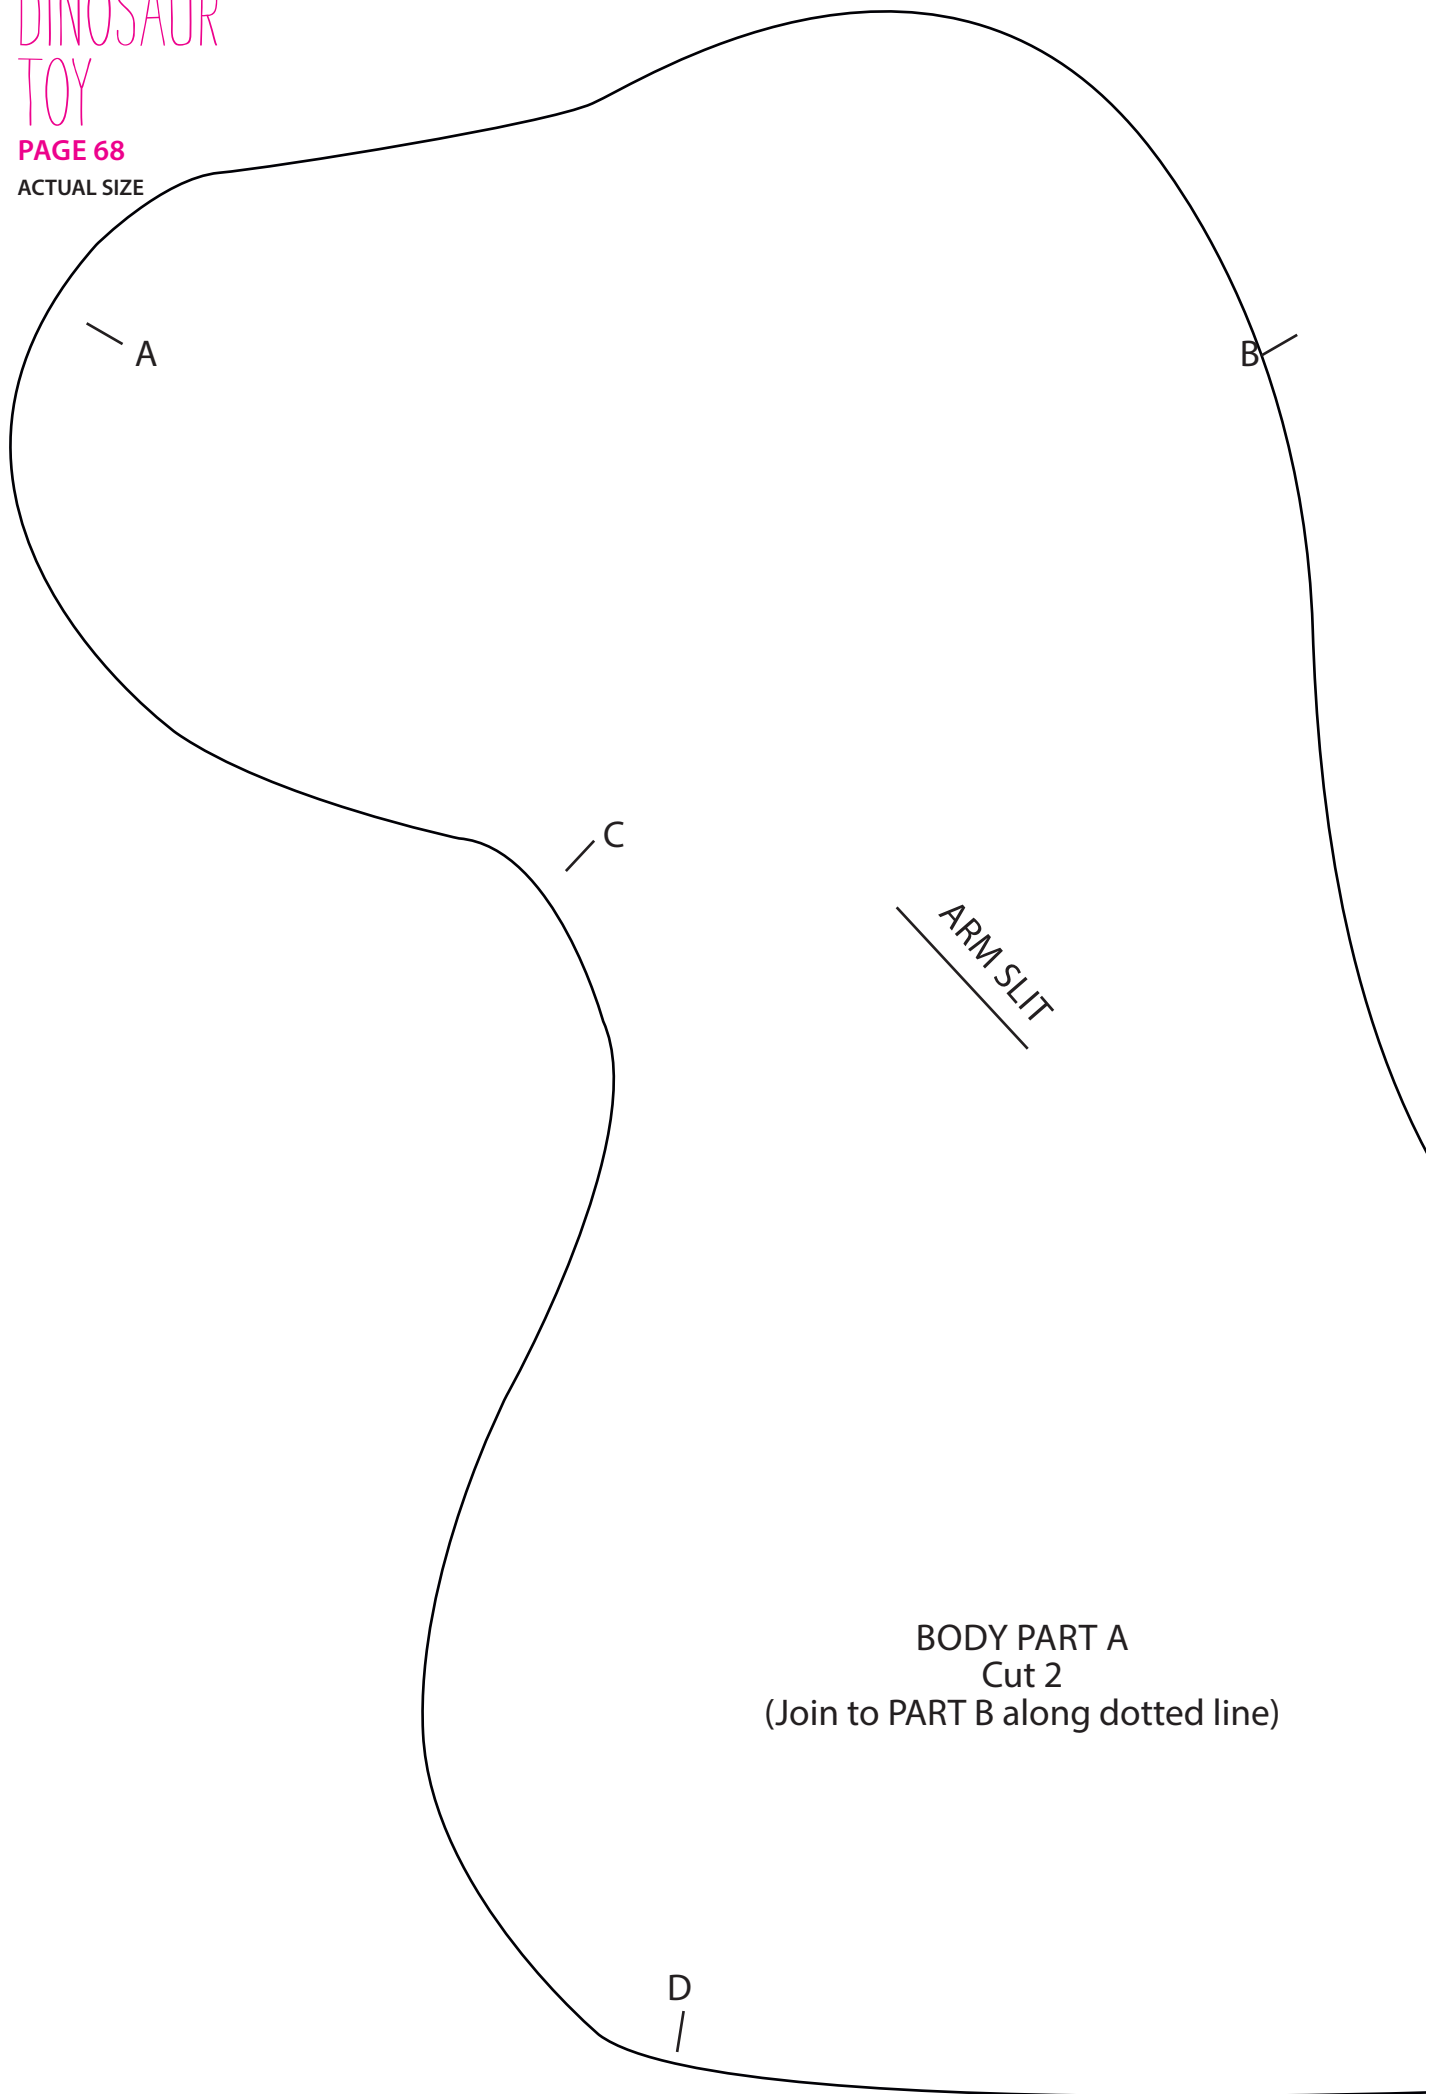 DINOSAUR
TOY
PAGE 68
ACTUAL SIZE
A
B
C
ARM SLIT
BODY PART A
Cut 2
(Join to PART B along dotted line)
D